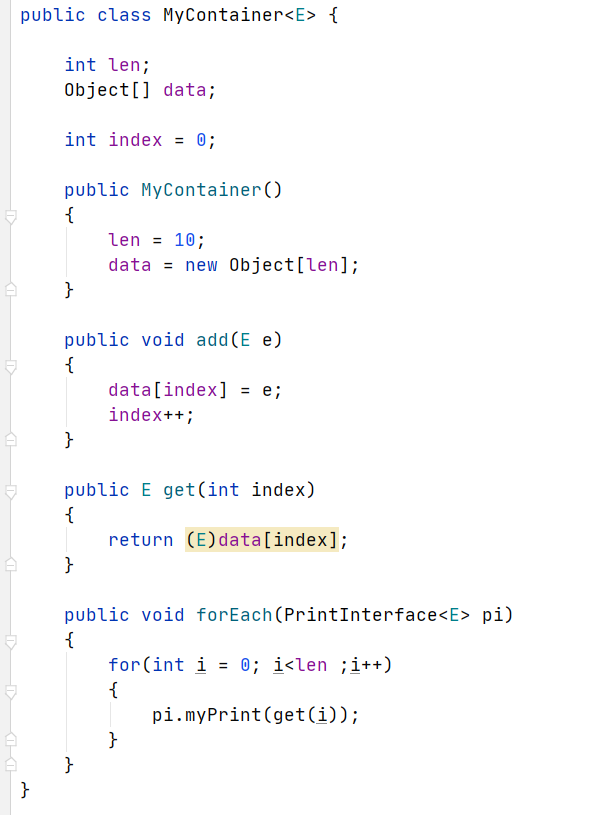 public class MyContainer<E> {
int len;
Object[] data;
int index = 0;
public MyContainer()
{
len = 10;
data = new Object[len];
}
public void add(E e)
{
data[index] = e;
index++;
}
public E get(int index)
{
return (E)data[index];
}
public void forEach(PrintInterface<E> pi)
{
for(int i = 0; i<len ;i++)
{
pi.myPrint(get(i));
}
}
}